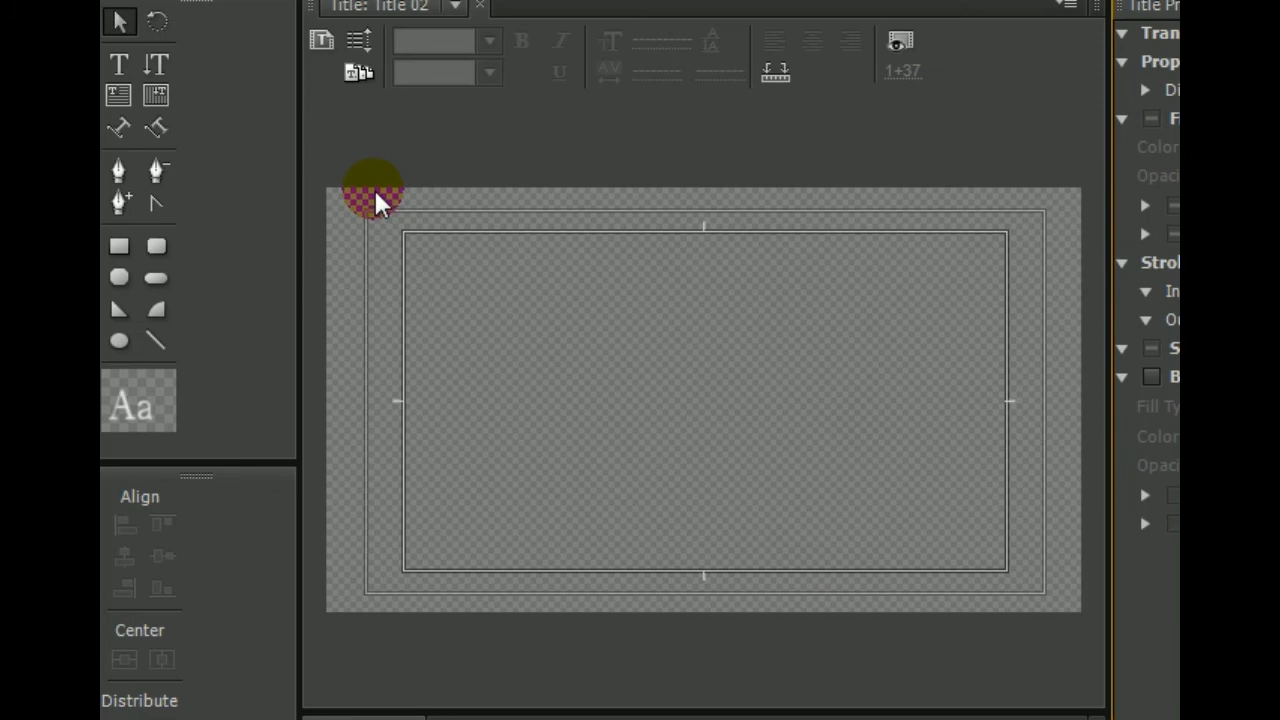 Title: Title 02
Title Pr
1+37
Tran
Prop
Di
F
Color
Opac
Strol
In
Ou
S
B
Fill Ty
Color
Opac
Aa
Align
Center
Distribute